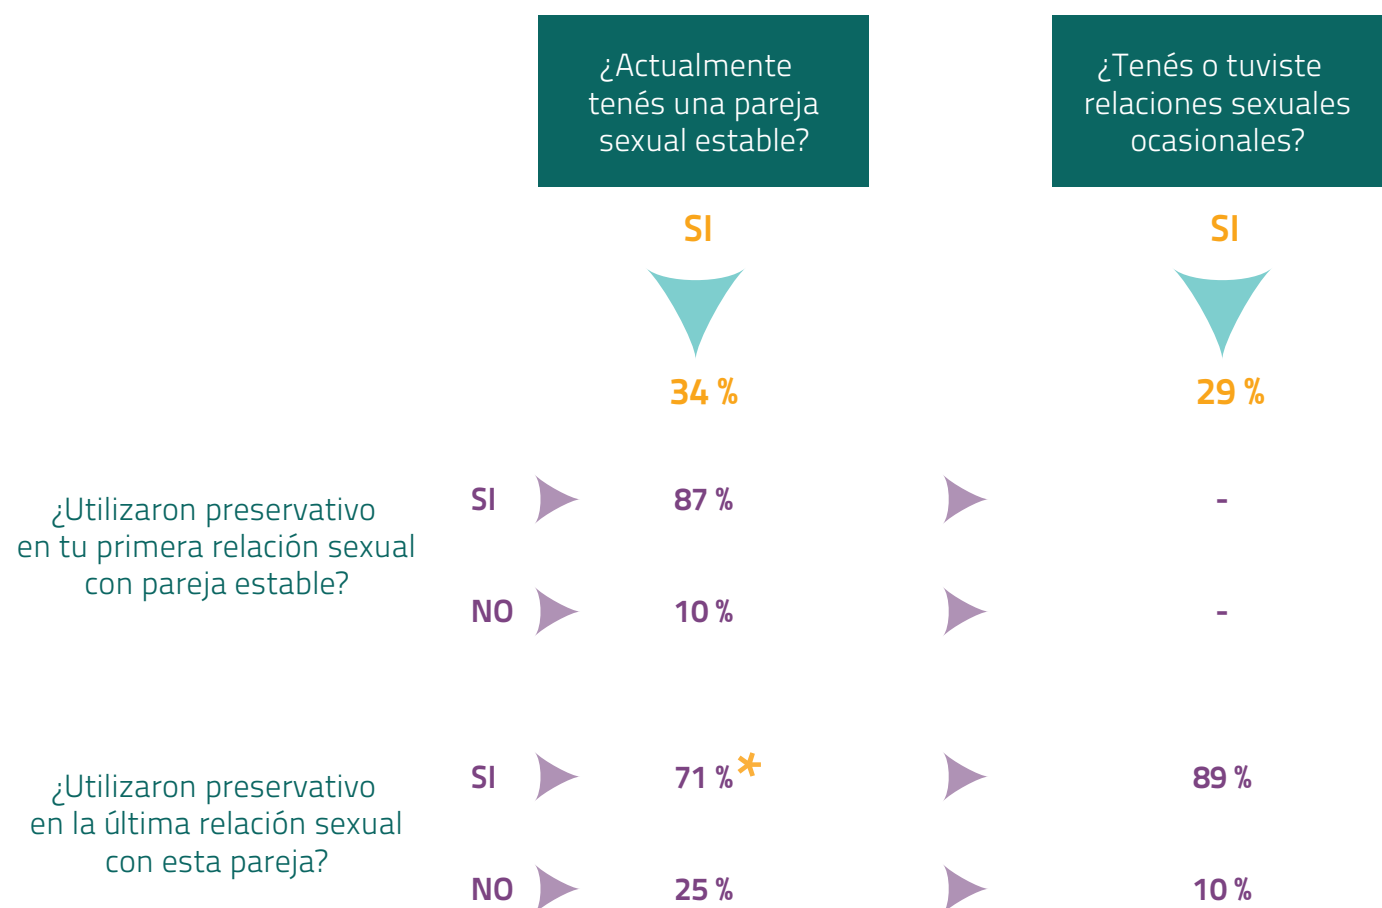 ¿Actualmente
tenés una pareja
sexual estable?
¿Tenés o tuviste
relaciones sexuales
ocasionales?
SI
SI
34 %
29 %
¿Utilizaron preservativo
en tu primera relación sexual
con pareja estable?
SI
87 %
-
NO
10 %
-
¿Utilizaron preservativo
en la última relación sexual
con esta pareja?
SI
71 % *
89 %
NO
25 %
10 %